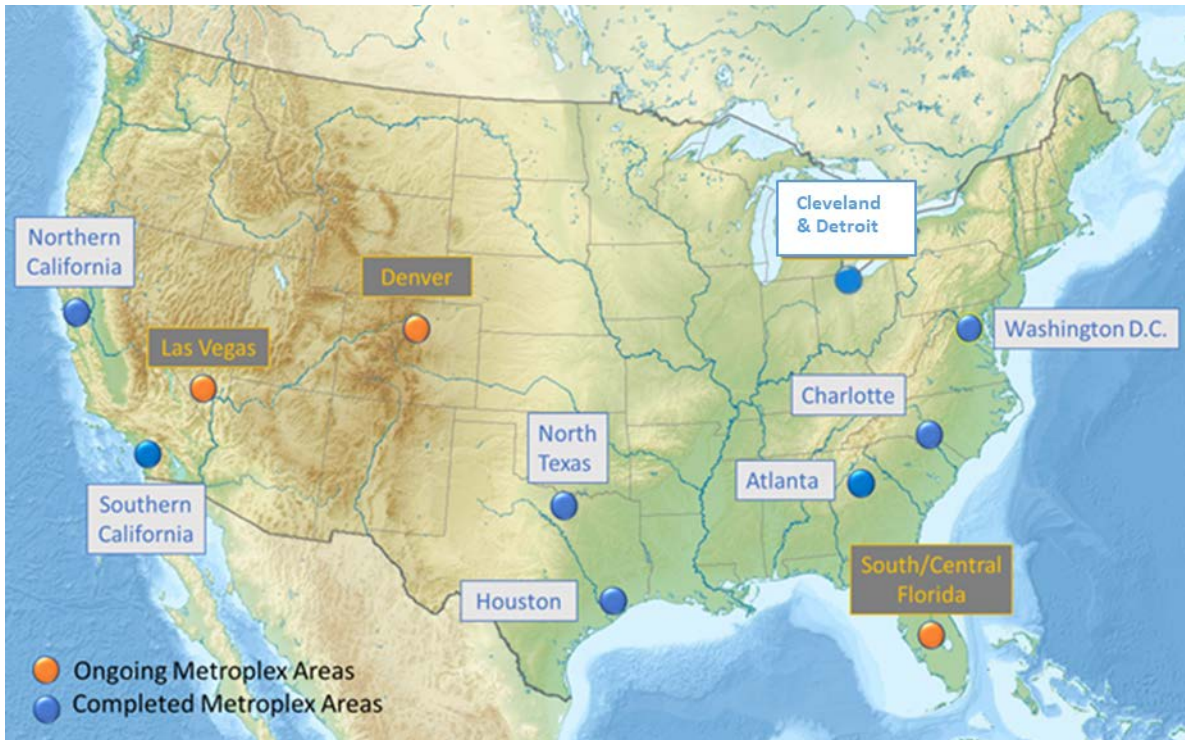 Cleveland
& Detroit
Northern
California
Denver
Washington D.C.
Las Vegas
Charlotte
North
Texas
Atlanta
Southern
California
South/Central
Florida
Houston
Ongoing Metroplex Areas
Completed Metroplex Areas